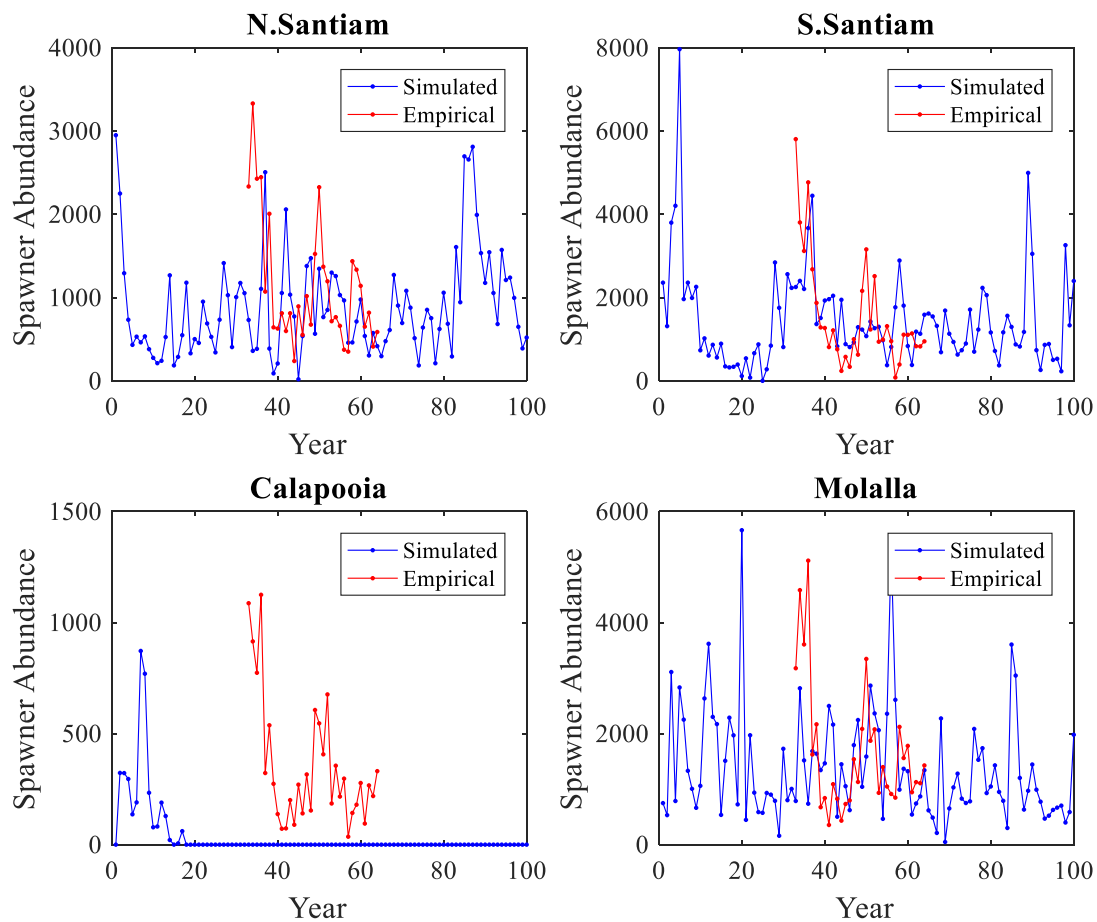 N.Santiam
4000
3000
2000
1000
0
Spawner Abundance
0 20 40 60 80 100
Year
Simulated
Empirical
S.Santiam
8000
6000
4000
2000
0
Spawner Abundance
0 20 40 60 80 100
Year
Simulated
Empirical
Calapooia
1500
1000
500
0
Spawner Abundance
0 20 40 60 80 100
Year
Simulated
Empirical
Molalla
6000
4000
2000
0
Spawner Abundance
0 20 40 60 80 100
Year
Simulated
Empirical